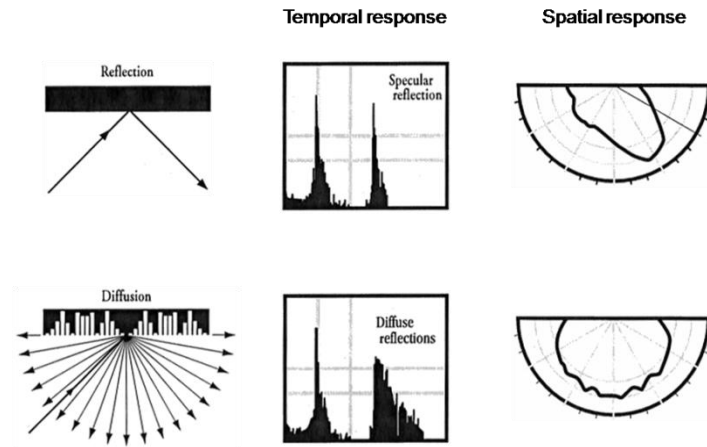 Temporal response
Spatial response
Reflection
Specular
reflection
Diffusion
Diffuse
reflections